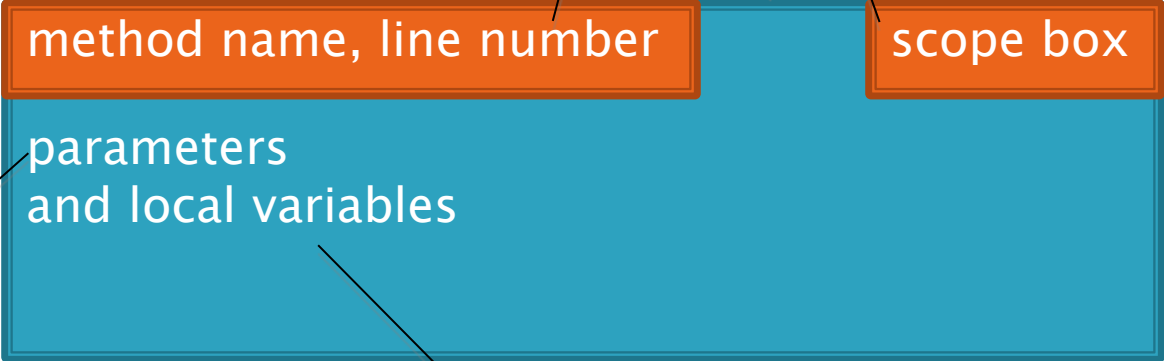 method name, line number
scope box
parameters
and local variables